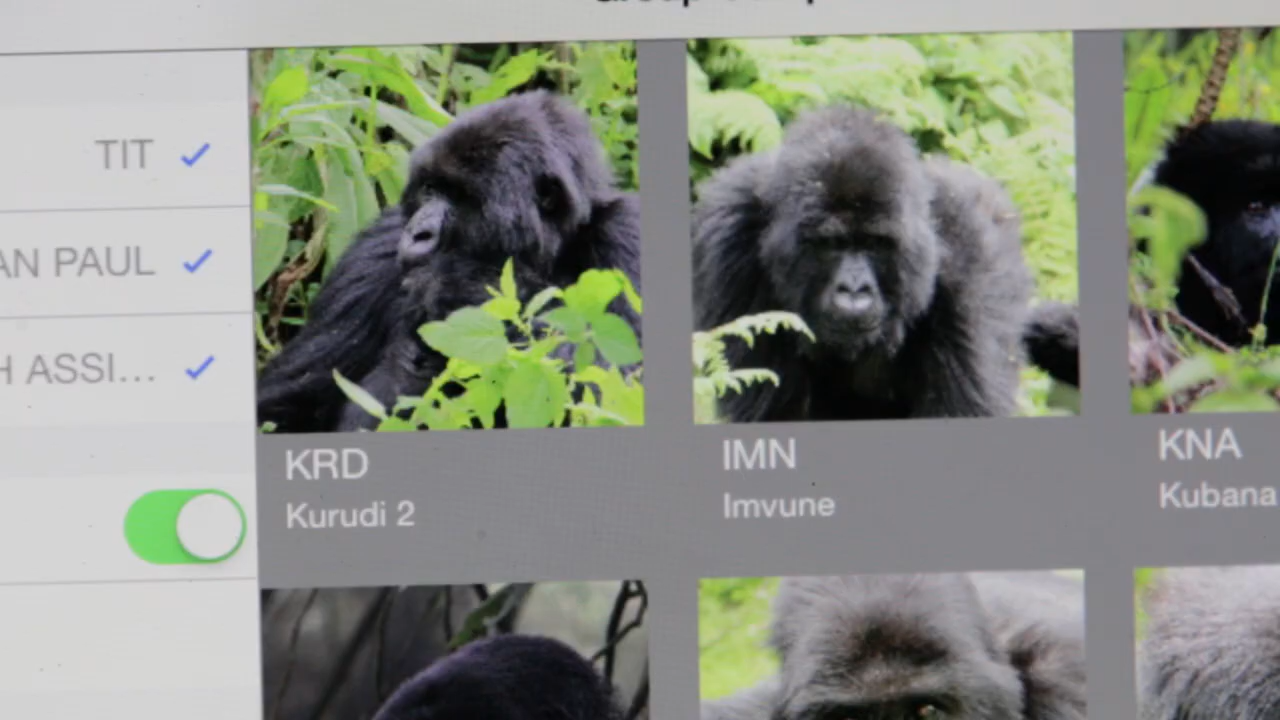 TIT
AN PAUL
H ASSI...
KRD
Kurudi 2
IMN
Imvune
KNA
Kubana